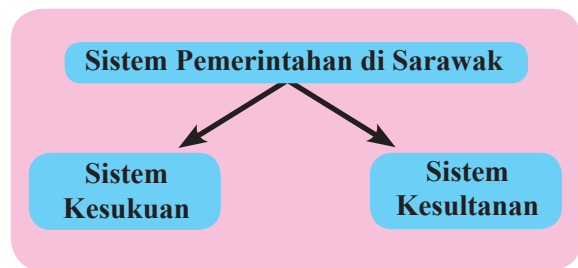 Sistem Pemerintahan di Sarawak
Sistem
Kesukuan
Sistem
Kesultanan